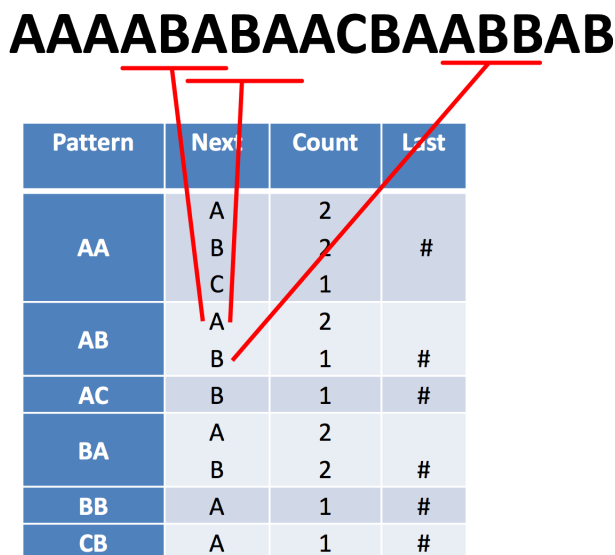 AAAABABAACBAABBAB
Pattern Next Count Last
A 2
AA B 2 #
C 1
A 2
AB
B 1 #
AC B 1 #
A 2
BA
B 2 #
BB A 1 #
CB A 1 #